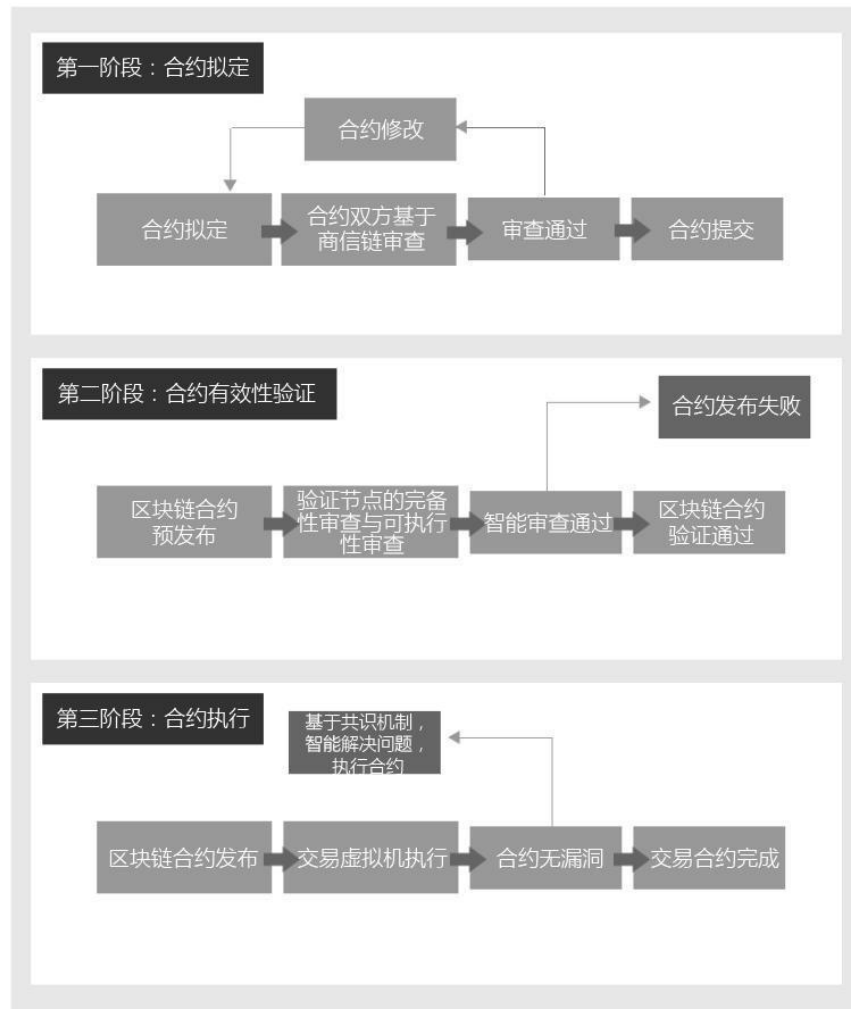 第一阶段：合约拟定
合约修改
合约拟定
合约双方基于
商信链审查
审查通过
合约提交
第二阶段：合约有效性验证
合约发布失败
区块链合约
预发布
验证节点的完备
性审查与可执行
性审查
智能审查通过
区块链合约
验证通过
第三阶段：合约执行
基于共识机制，
智能解决问题，
执行合约
区块链合约发布
交易虚拟机执行
合约无漏洞
交易合约完成